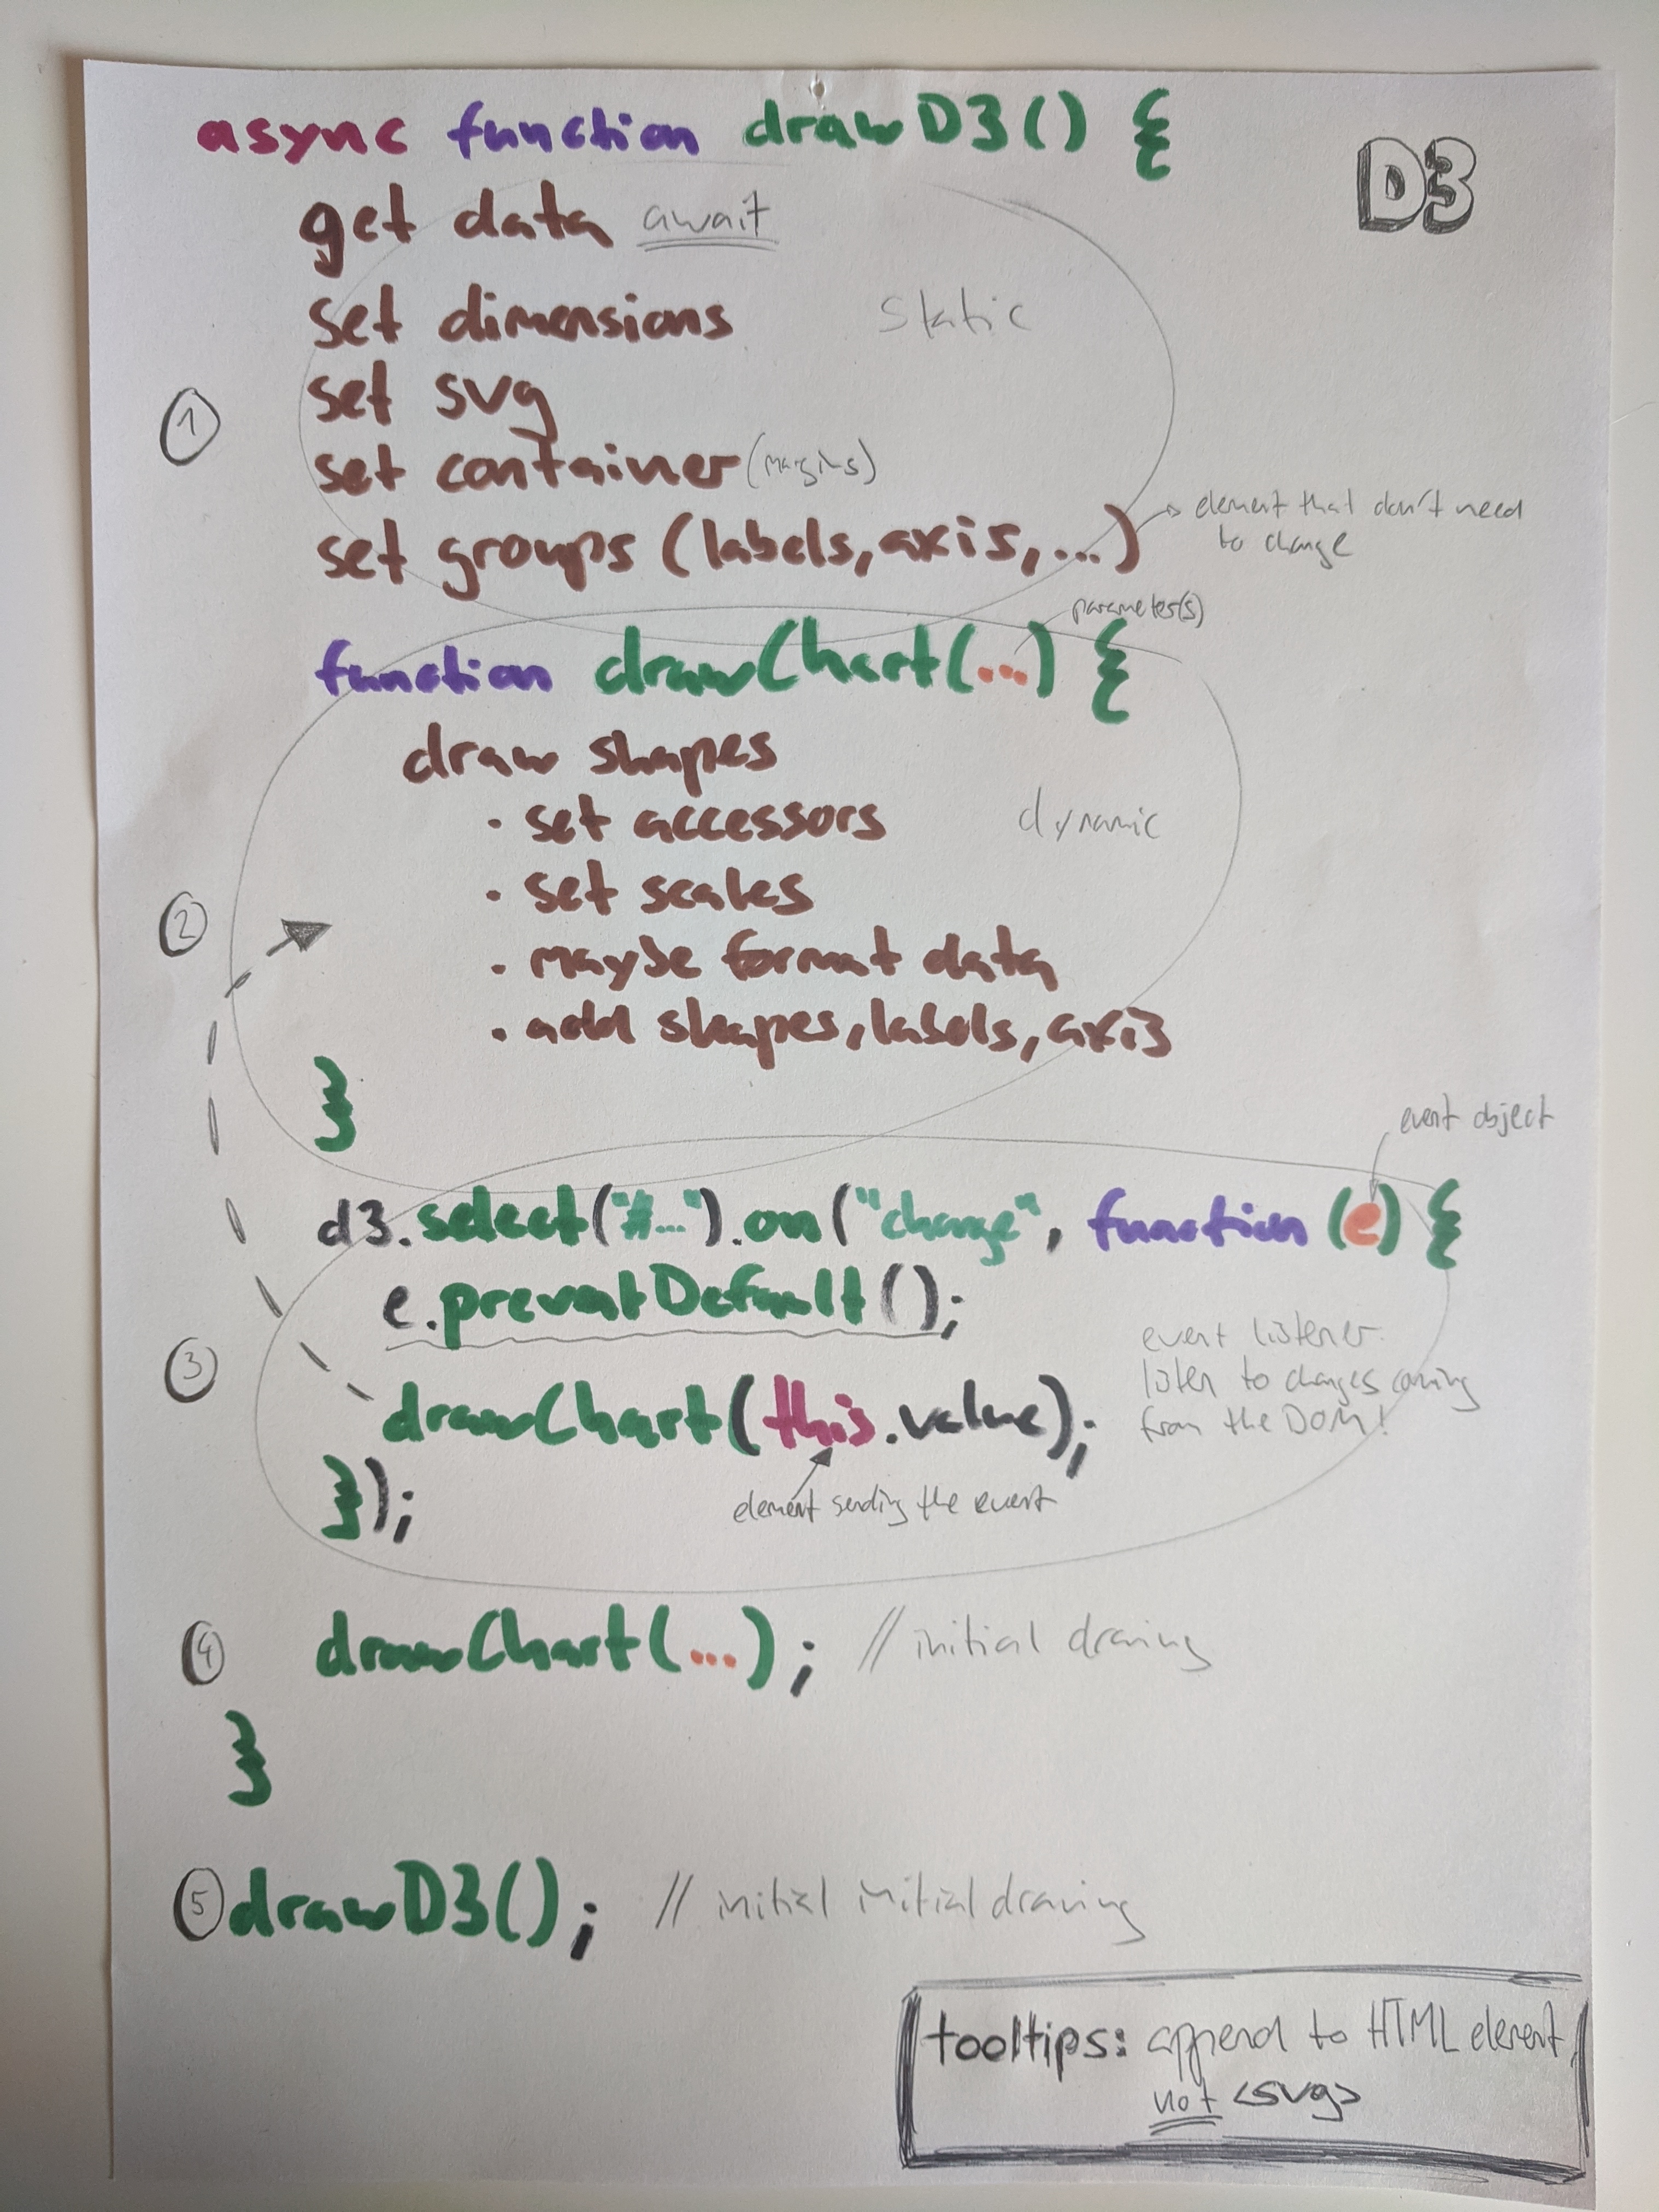 async function drawD3() {
D3
get data await
set dimensions
static
set svg
①
set container (margins)
set groups (labels, axis, ...)
element that don't need
to change
parameter(s)
function drawChart(...) {
draw shapes
· set accessors
dynamic
· set scales
②
· maybe format data
· add shapes, labels, axis
}
event object
d3.select("#...").on("change", function (e) {
e.preventDefault();
event listener.
listen to changes coming
from the DOM!
③
drawChart(this.value);
});
element sending the event
④ drawChart(...); // initial drawing
}
⑤ drawD3(); // initial initial drawing
tooltips: append to HTML element,
not <svg>